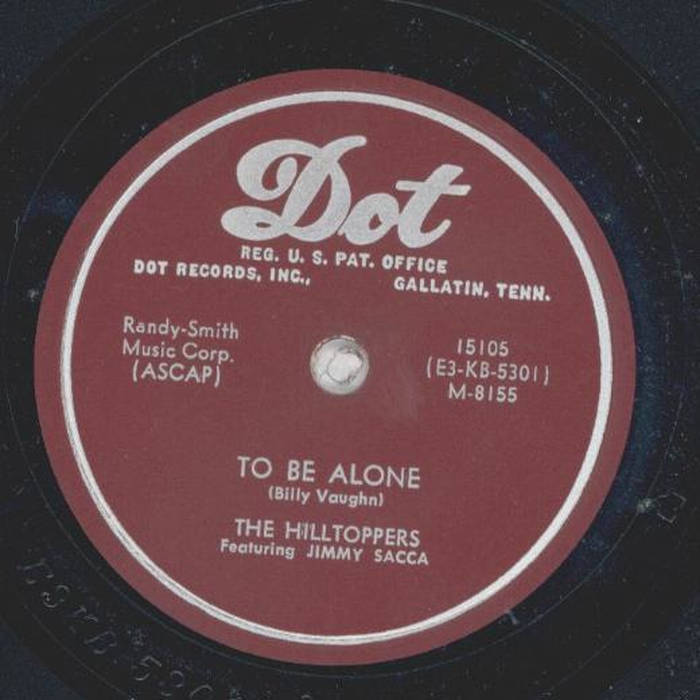 Dot
REG. U. S. PAT. OFFICE
DOT RECORDS, INC., GALLATIN, TENN.
Randy-Smith
Music Corp.
(ASCAP)
15105
(E3-KB-5301)
M-8155
TO BE ALONE
(Billy Vaughn)
THE HILLTOPPERS
Featuring JIMMY SACCA